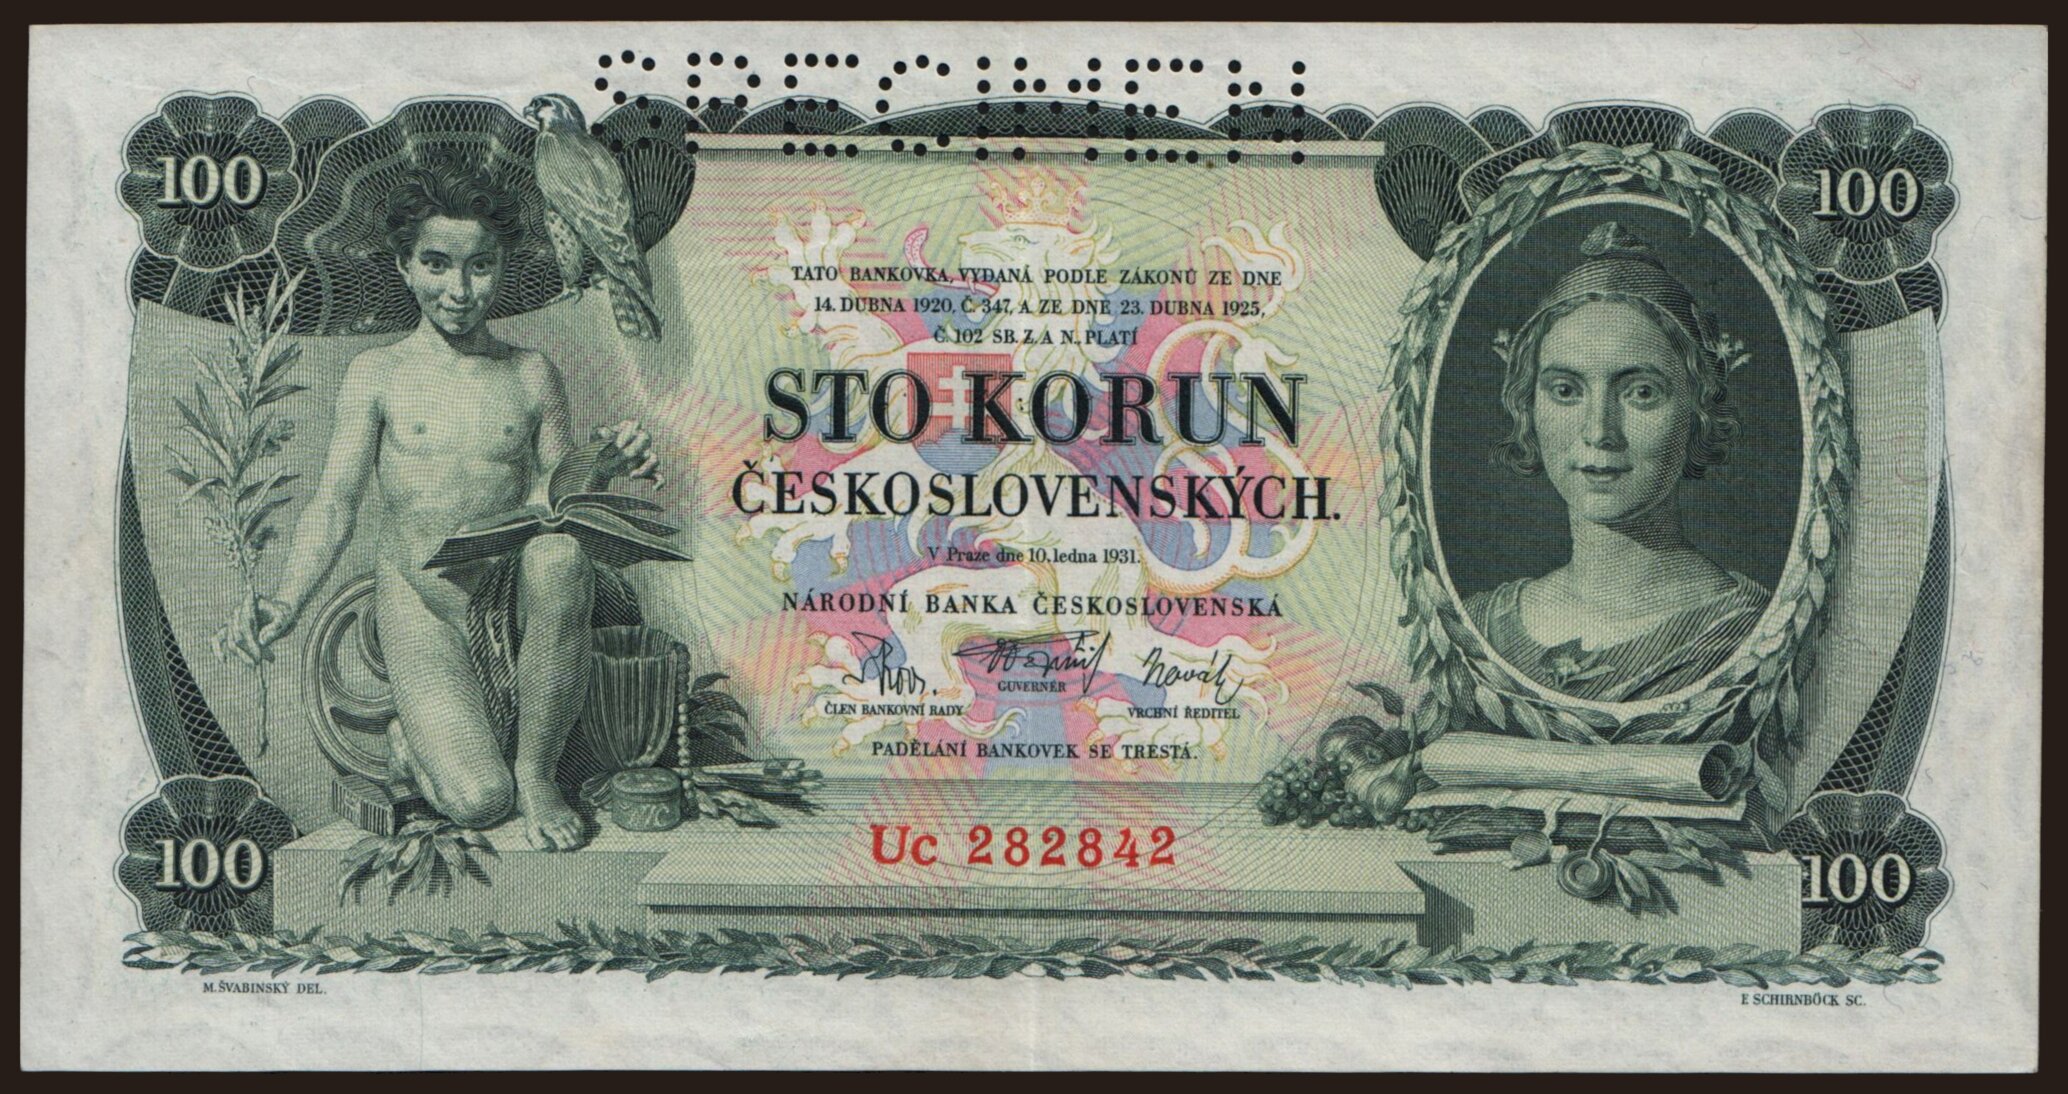 SPECIMEN
100
100
TATO BANKOVKA, VYDANÁ PODLE ZÁKONŮ ZE DNE
14. DUBNA 1920, Č. 347, A ZE DNE 23. DUBNA 1925,
Č. 102 SB. Z. A N., PLATÍ
STO KORUN
ČESKOSLOVENSKÝCH.
V Praze dne 10. ledna 1931.
NÁRODNÍ BANKA ČESKOSLOVENSKÁ
Novák
GUVERNÉR
ČLEN BANKOVNÍ RADY
VRCHNÍ ŘEDITEL
PADĚLÁNÍ BANKOVEK SE TRESTÁ.
Uc 282842
100
100
M. ŠVABINSKÝ DEL.
F. SCHIRNBÖCK SC.